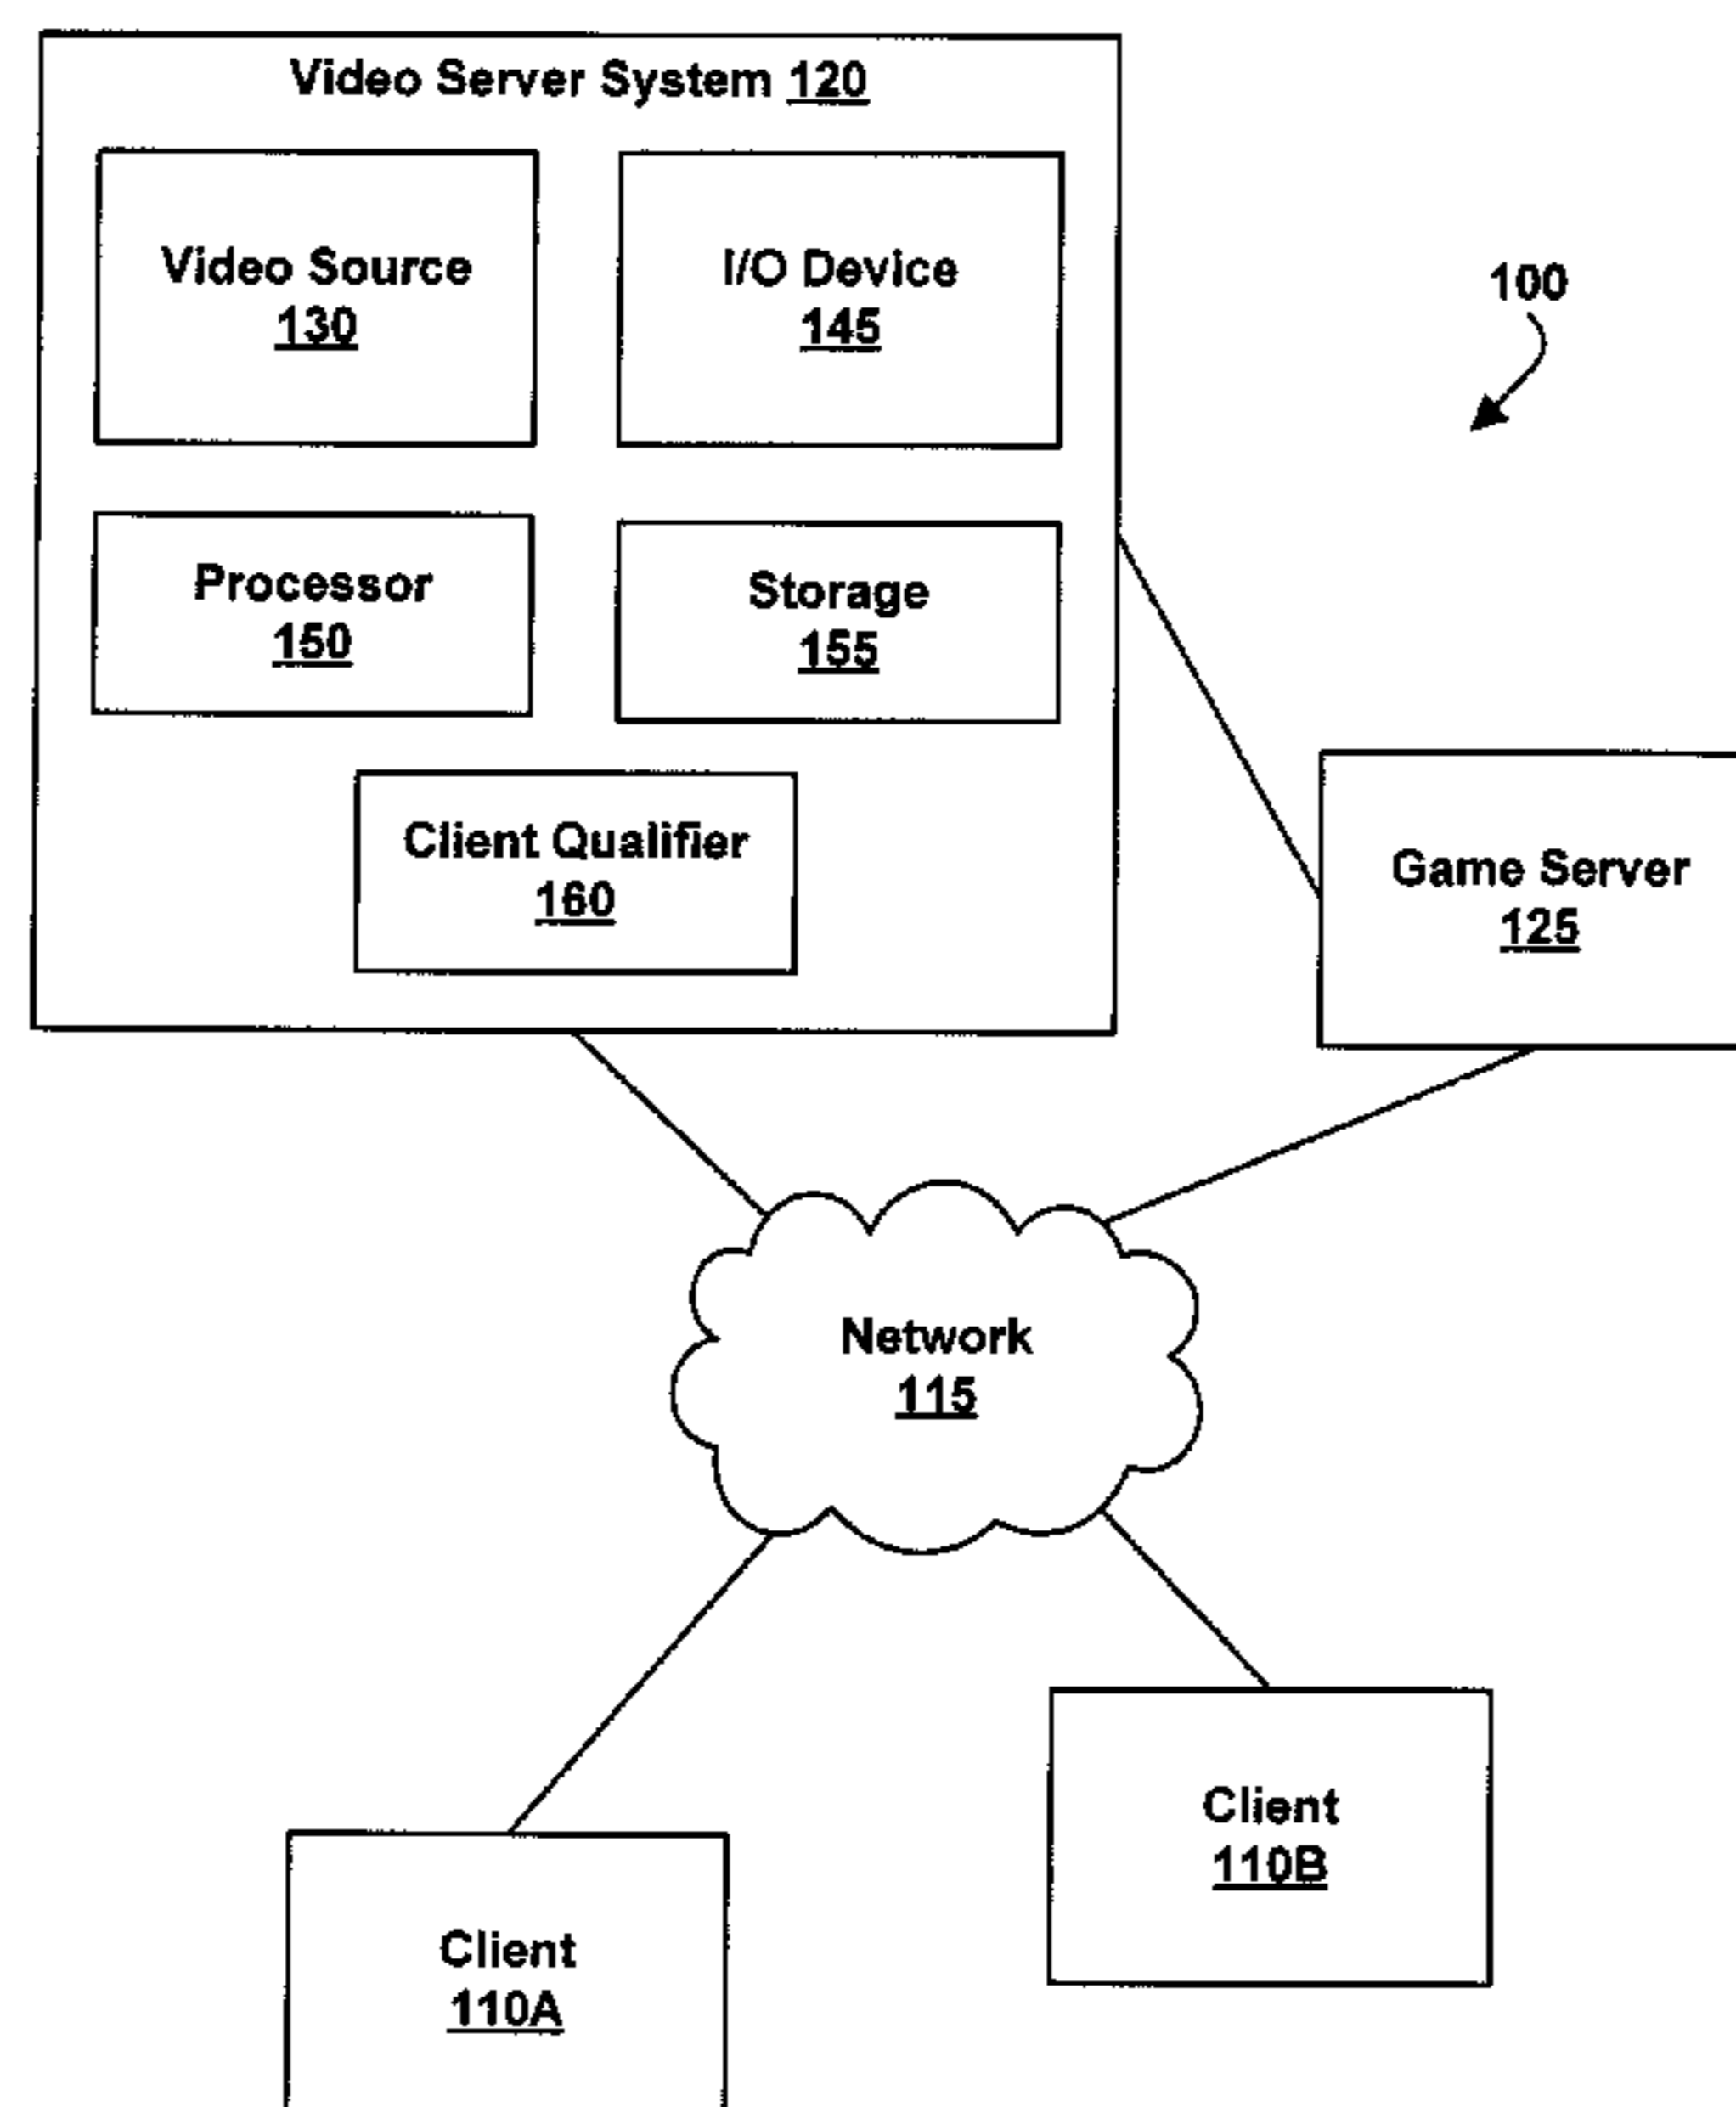 Video Server System 120
Video Source
130
I/O Device
145
100
Processor
150
Storage
155
Client Qualifier
160
Game Server
125
Network
115
Client
110B
Client
110A